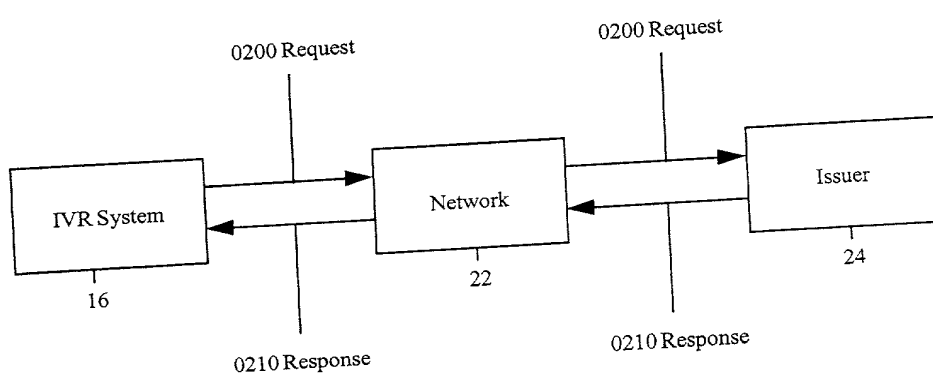 0200 Request
0200 Request
IVR System
Network
Issuer
16
22
24
0210 Response
0210 Response